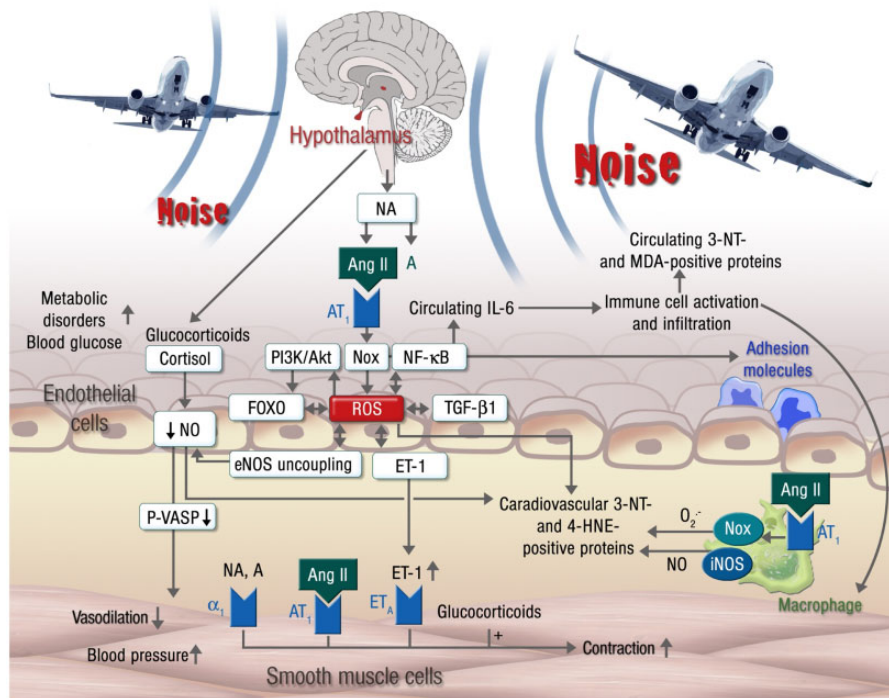 Hypothalamus
Noise
Noise
NA
Ang II
A
AT1
Circulating 3-NT-
and MDA-positive proteins
Metabolic
disorders
Blood glucose
Glucocorticoids
Cortisol
Circulating IL-6
Immune cell activation
and infiltration
PI3K/Akt
Nox
NF-κB
Adhesion
molecules
Endothelial
cells
FOXO
ROS
TGF-β1
↓ NO
eNOS uncoupling
ET-1
P-VASP ↓
Caradiovascular 3-NT-
and 4-HNE-
positive proteins
O2·-
NO
Nox
iNOS
Ang II
AT1
Macrophage
NA, A
α1
Ang II
AT1
ET-1 ↑
ETA
Glucocorticoids
+
Vasodilation ↓
Blood pressure ↑
Contraction ↑
Smooth muscle cells